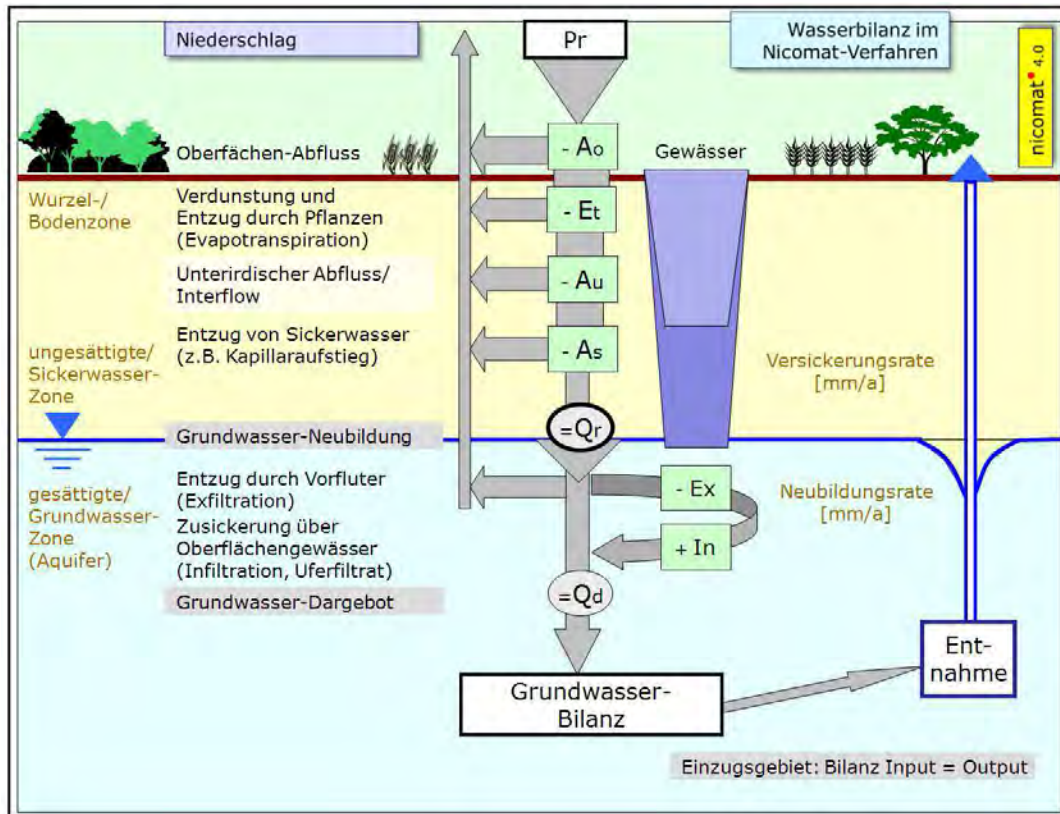 Niederschlag
Pr
Wasserbilanz im
Nicomat-Verfahren
nicomat 4.0
Oberfächen-Abfluss
- Ao
Gewässer
Wurzel-/
Bodenzone
Verdunstung und
Entzug durch Pflanzen
(Evapotranspiration)
- Et
Unterirdischer Abfluss/
Interflow
- Au
ungesättigte/
Sickerwasser-
Zone
Entzug von Sickerwasser
(z.B. Kapillaraufstieg)
- As
Versickerungsrate
[mm/a]
Grundwasser-Neubildung
=Qr
gesättigte/
Grundwasser-
Zone
(Aquifer)
Entzug durch Vorfluter
(Exfiltration)
- Ex
Neubildungsrate
[mm/a]
Zusickerung über
Oberflächengewässer
(Infiltration, Uferfiltrat)
+ In
Grundwasser-Dargebot
=Qd
Grundwasser-
Bilanz
Ent-
nahme
Einzugsgebiet: Bilanz Input = Output